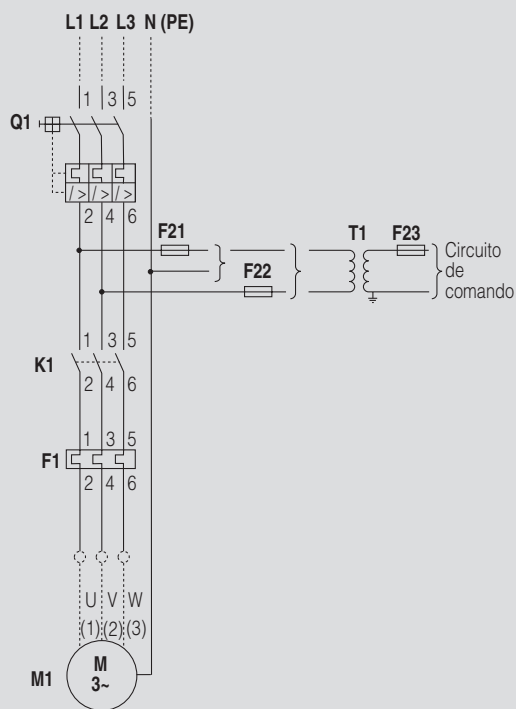 L1 L2 L3 N (PE)
1 3 5
Q1
I> I> I>
2 4 6
F21
F22
T1
F23
Circuito
de
comando
3 5
1
K1
2 4 6
1 3 5
F1
2 4 6
U V W
(1) (2) (3)
M1
M
3~